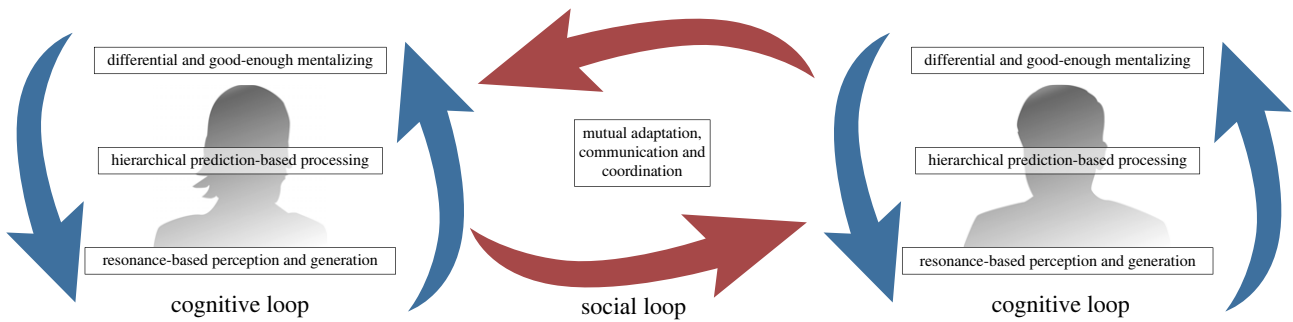 differential and good-enough mentalizing
hierarchical prediction-based processing
resonance-based perception and generation
cognitive loop
mutual adaptation,
communication and
coordination
social loop
differential and good-enough mentalizing
hierarchical prediction-based processing
resonance-based perception and generation
cognitive loop